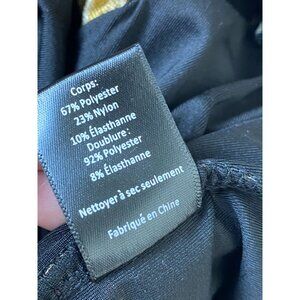 Corps:
67% Polyester
23% Nylon
10% Élasthanne
Doublure:
92% Polyester
8% Élasthanne
Nettoyer à sec seulement
Fabriqué en Chine